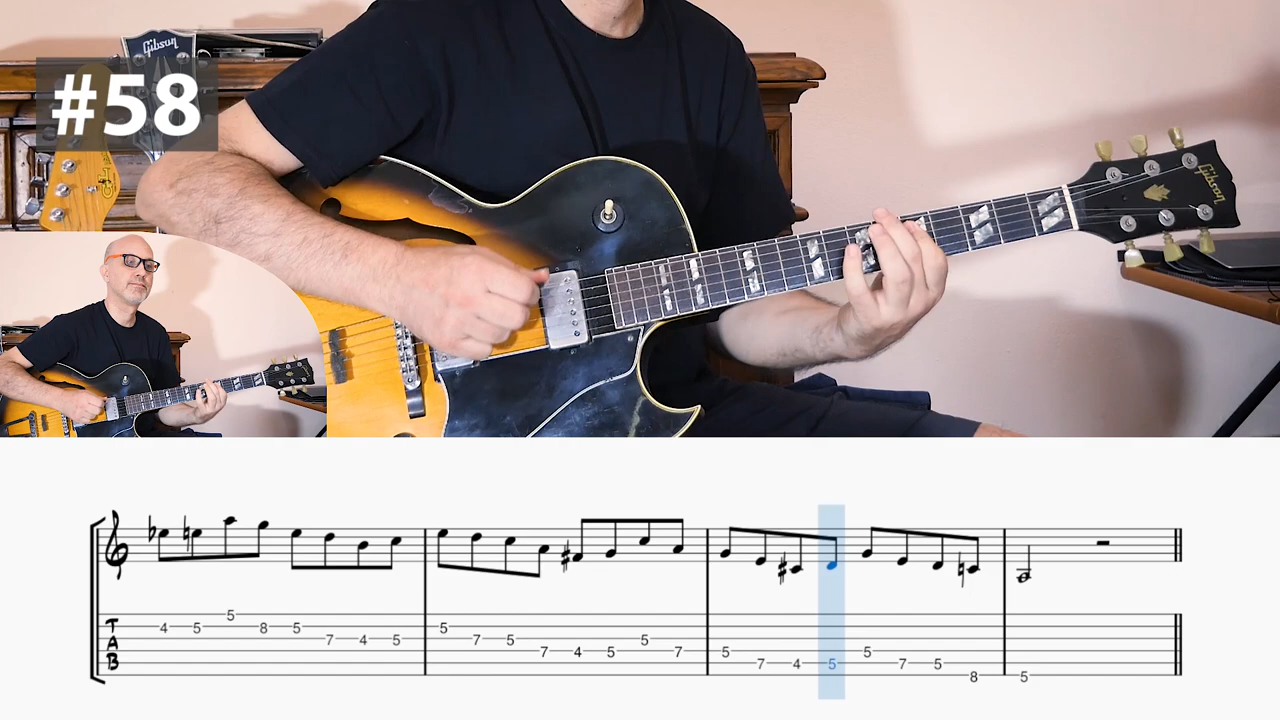 Gibson
#58
Gibson
5
4 5 8 5 5
7 4 5 7 5 5
7 4 5 7 5 5
7 4 5 7 5
8 5
T
A
B